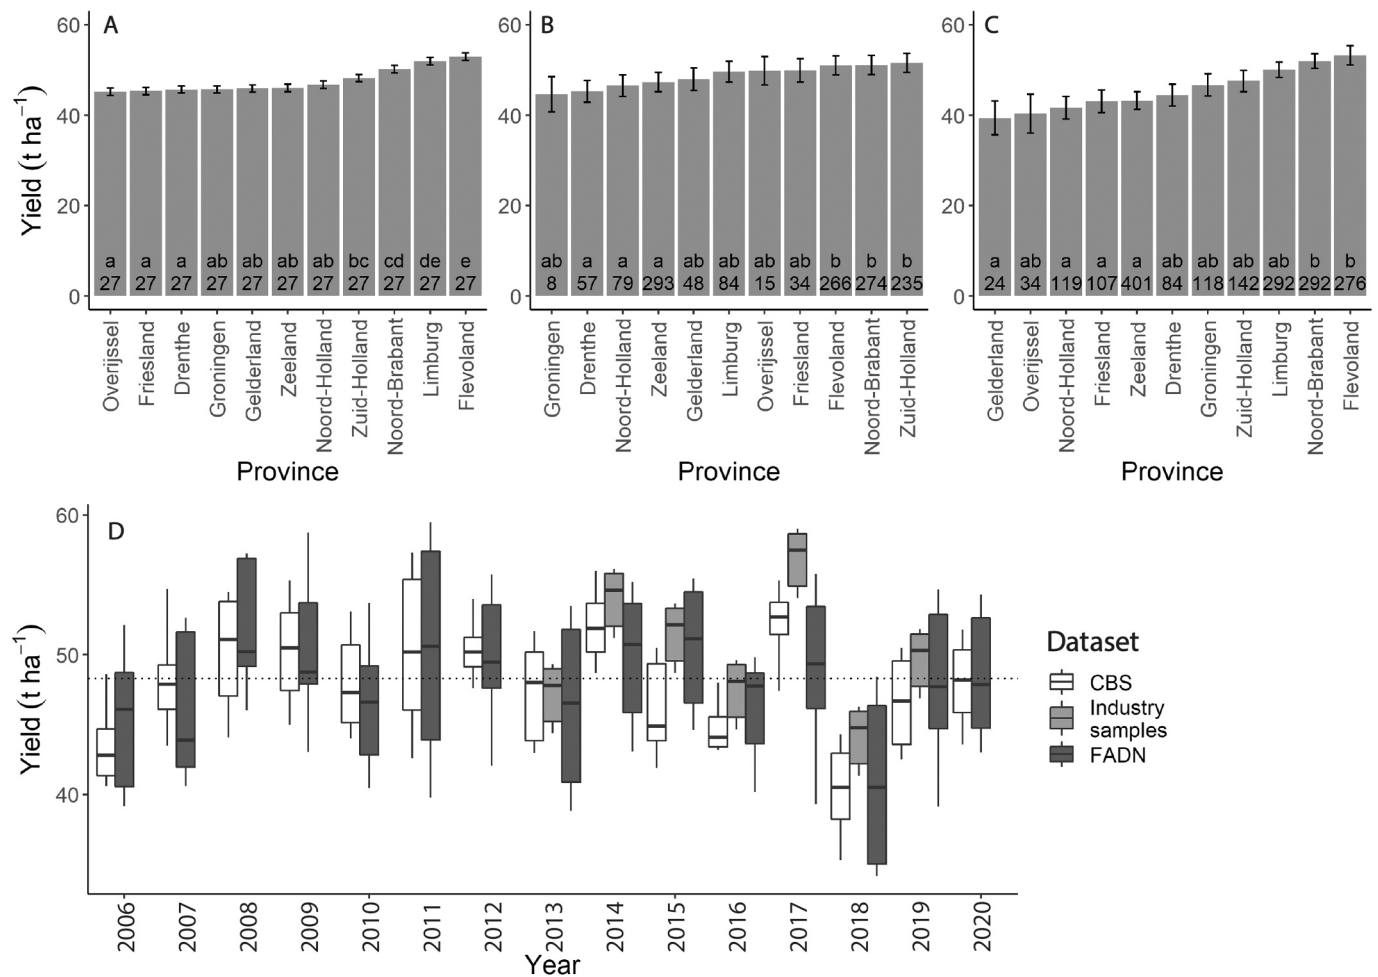 A
B
C
60
40
20
0
Yield (t ha⁻¹)
a a a ab ab ab ab bc cd de e
27 27 27 27 27 27 27 27 27 27 27
Overijssel
Friesland
Drenthe
Groningen
Gelderland
Zeeland
Noord-Holland
Zuid-Holland
Noord-Brabant
Limburg
Flevoland
Province
60
40
20
0
ab a a a ab ab ab ab b b b
8 57 79 293 48 84 15 34 266 274 235
Groningen
Drenthe
Noord-Holland
Zeeland
Gelderland
Limburg
Overijssel
Friesland
Flevoland
Noord-Brabant
Zuid-Holland
Province
60
40
20
0
a ab a a a ab ab ab ab b b
24 34 119 107 401 84 118 142 292 292 276
Gelderland
Overijssel
Noord-Holland
Friesland
Zeeland
Drenthe
Groningen
Zuid-Holland
Limburg
Noord-Brabant
Flevoland
Province
D
60
50
40
Yield (t ha⁻¹)
2006
2007
2008
2009
2010
2011
2012
2013
2014
2015
2016
2017
2018
2019
2020
Year
Dataset
CBS
Industry
samples
FADN